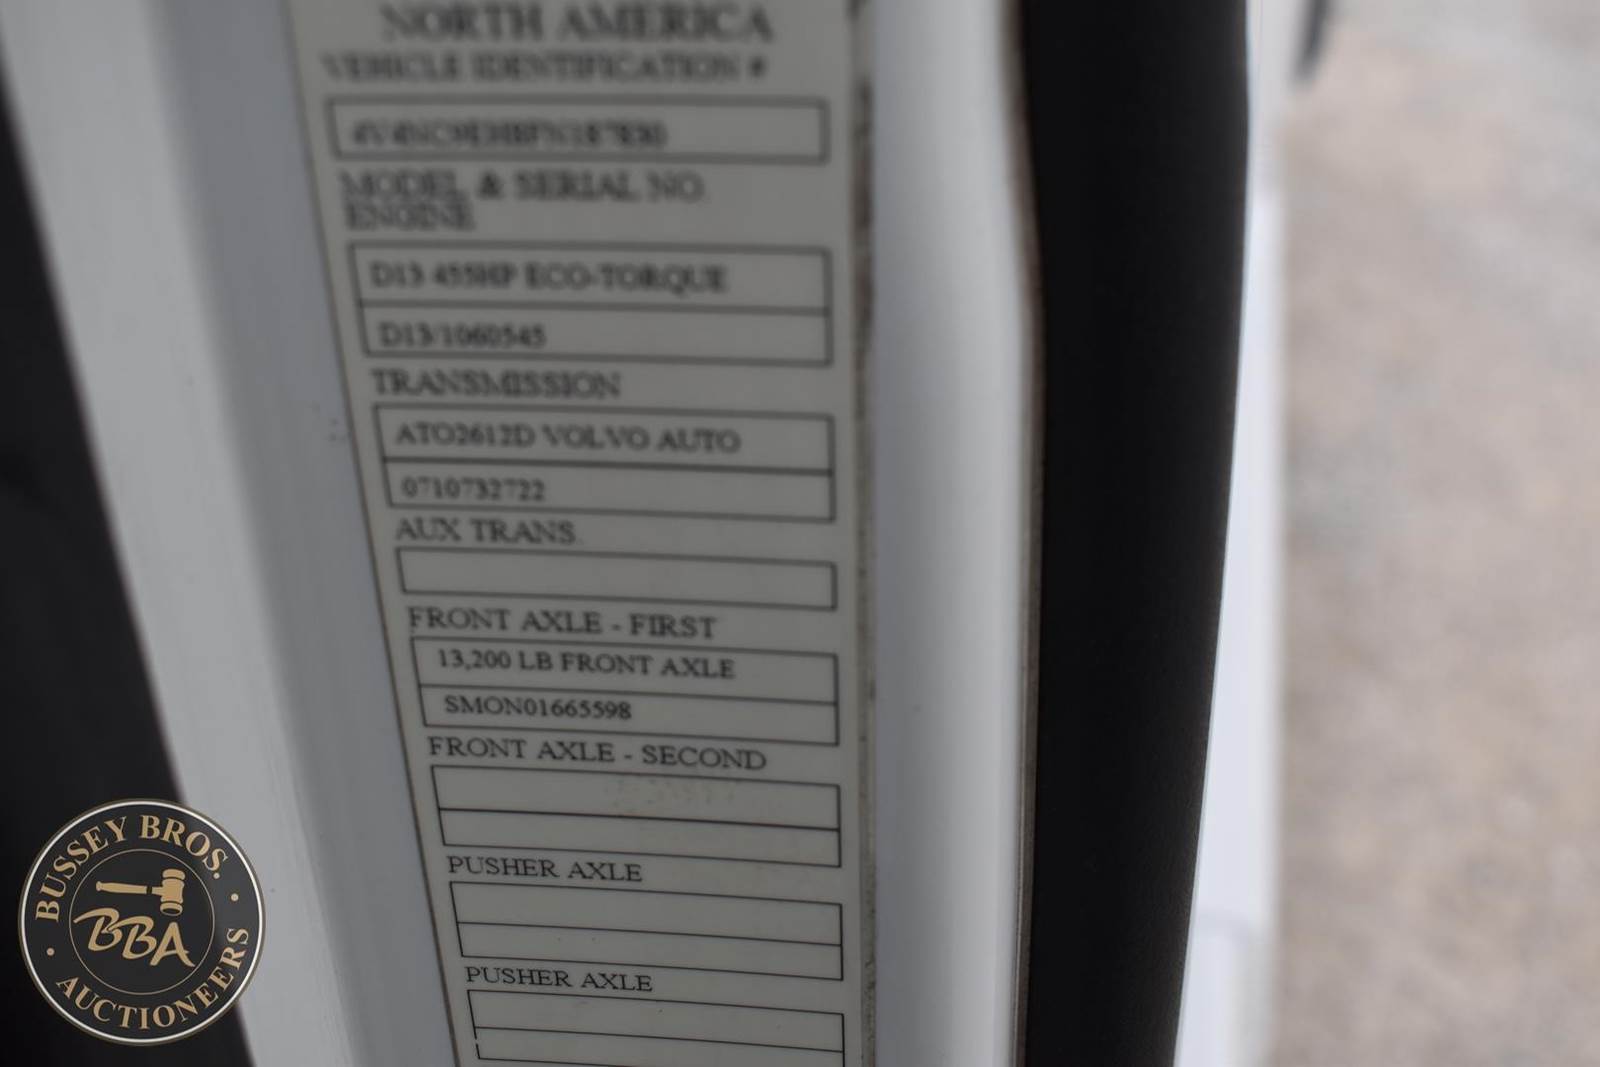 NORTH AMERICA
VEHICLE IDENTIFICATION #
MODEL & SERIAL NO.
ENGINE
D13 455HP ECO-TORQUE
D13/1060545
TRANSMISSION
ATO2612D VOLVO AUTO
0710732722
AUX TRANS.
FRONT AXLE - FIRST
13,200 LB FRONT AXLE
SMON01665598
FRONT AXLE - SECOND
PUSHER AXLE
PUSHER AXLE
BUSSEY BROS.
BBA
AUCTIONEERS